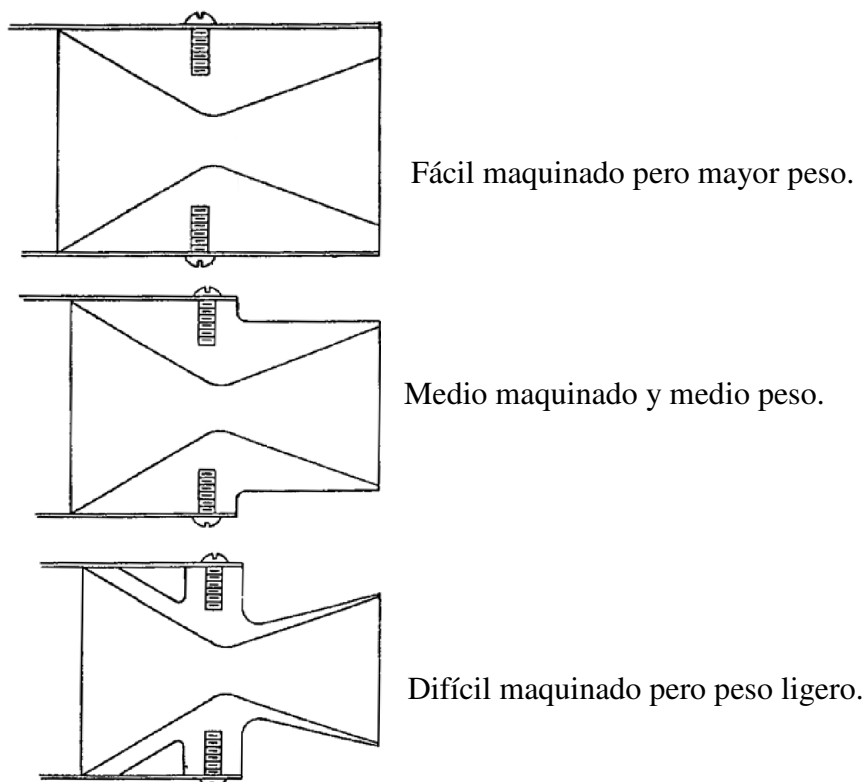 Fácil maquinado pero mayor peso.
Medio maquinado y medio peso.
Difícil maquinado pero peso ligero.